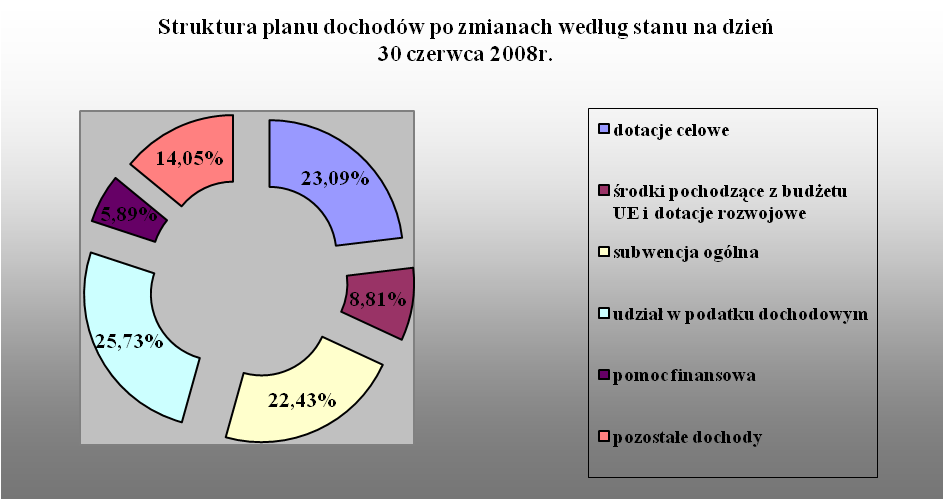 Struktura planu dochodów po zmianach według stanu na dzień
30 czerwca 2008r.
14,05%
23,09%
5,89%
8,81%
25,73%
22,43%
dotacje celowe
środki pochodzące z budżetu
UE i dotacje rozwojowe
subwencja ogólna
udział w podatku dochodowym
pomoc finansowa
pozostałe dochody